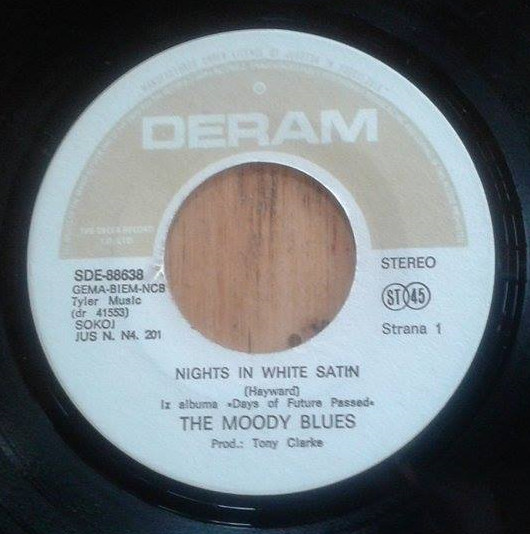 DERAM
SDE-88638
GEMA-BIEM-NCB
Tyler Music
(dr 41553)
SOKOJ
JUS N. N4. 201
STEREO
ST 45
Strana 1
NIGHTS IN WHITE SATIN
(Hayward)
Iz albuma »Days of Future Passed«
THE MOODY BLUES
Prod.: Tony Clarke